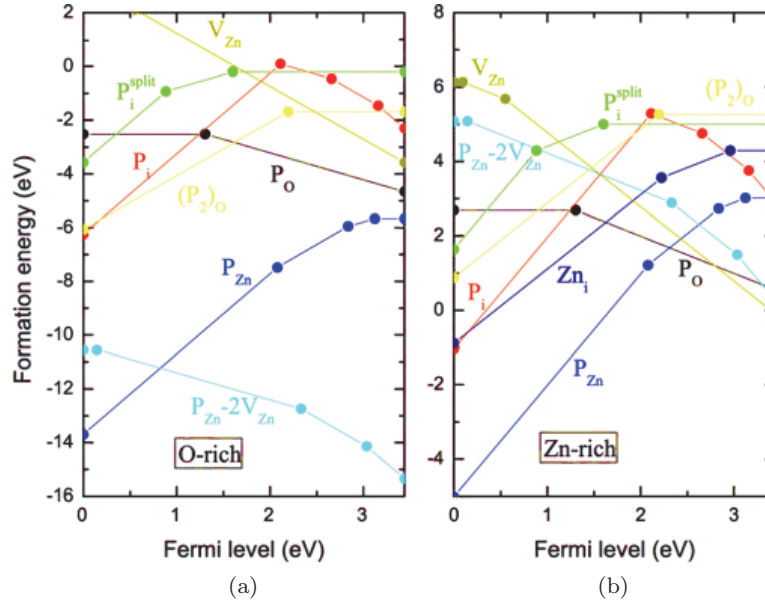 2
0
-2
-4
-6
-8
-10
-12
-14
-16
0
1
2
3
Formation energy (eV)
Fermi level (eV)
V_Zn
P_i^split
P_i
P_O
(P_2)_O
P_Zn
P_Zn-2V_Zn
O-rich
(a)
8
6
4
2
0
-2
-4
0
1
2
3
Fermi level (eV)
V_Zn
P_i^split
(P_2)_O
P_Zn-2V_Zn
P_i
Zn_i
P_O
P_Zn
Zn-rich
(b)